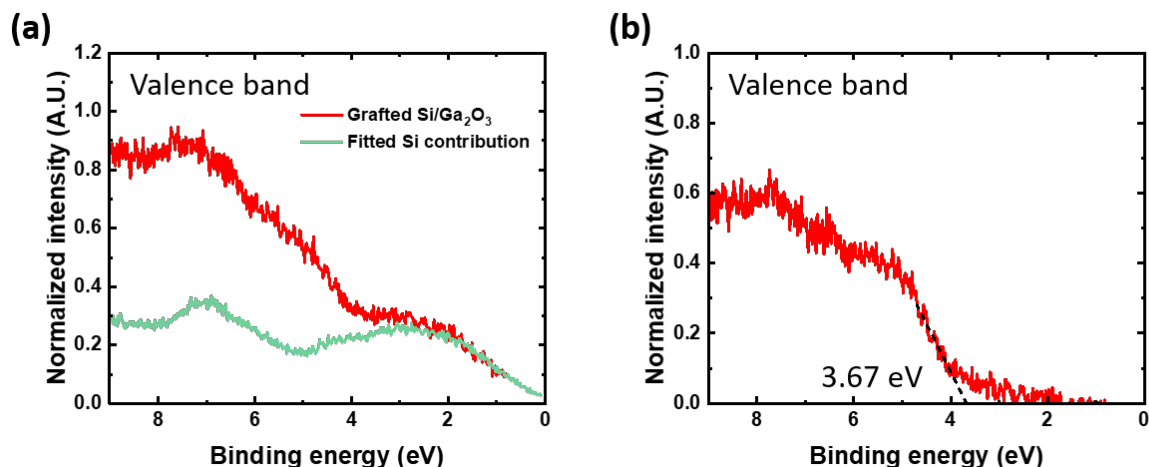 (a)
Valence band
Grafted Si/Ga₂O₃
Fitted Si contribution
Normalized intensity (A.U.)
1.2
1.0
0.8
0.6
0.4
0.2
0.0
8 6 4 2 0
Binding energy (eV)
(b)
Valence band
3.67 eV
Normalized intensity (A.U.)
1.0
0.8
0.6
0.4
0.2
0.0
8 6 4 2 0
Binding energy (eV)